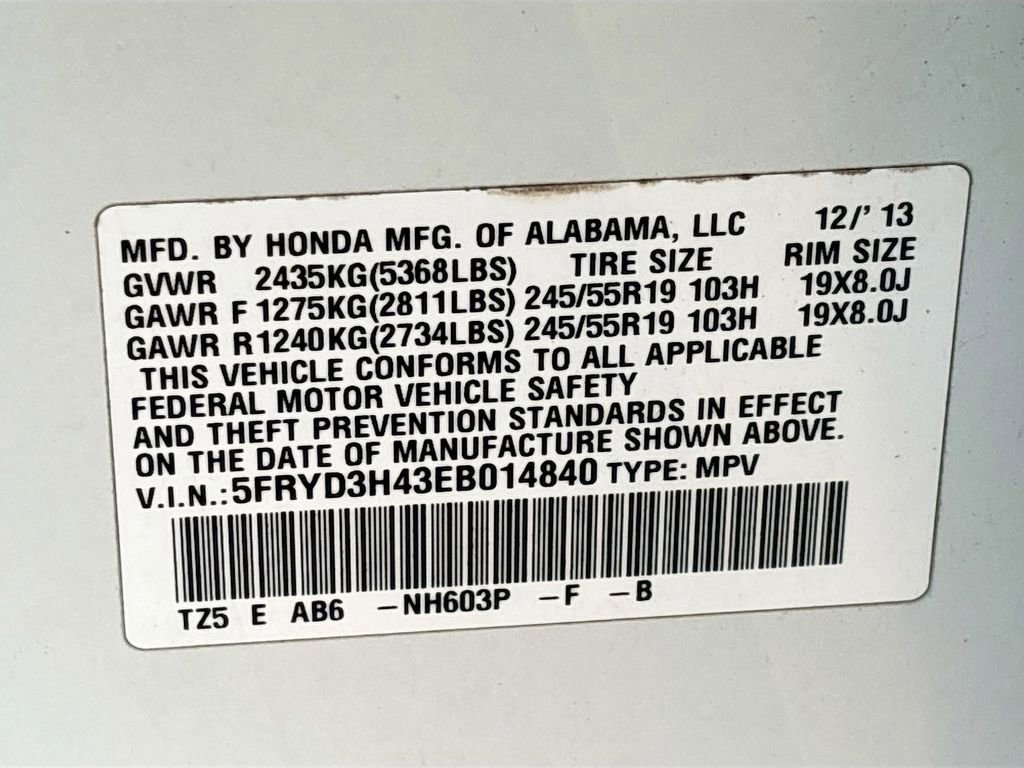 MFD. BY HONDA MFG. OF ALABAMA, LLC 12/' 13
GVWR 2435KG(5368LBS) TIRE SIZE RIM SIZE
GAWR F 1275KG(2811LBS) 245/55R19 103H 19X8.0J
GAWR R1240KG(2734LBS) 245/55R19 103H 19X8.0J
THIS VEHICLE CONFORMS TO ALL APPLICABLE
FEDERAL MOTOR VEHICLE SAFETY
AND THEFT PREVENTION STANDARDS IN EFFECT
ON THE DATE OF MANUFACTURE SHOWN ABOVE.
V.I.N.:5FRYD3H43EB014840 TYPE: MPV
TZ5 E AB6 -NH603P -F -B